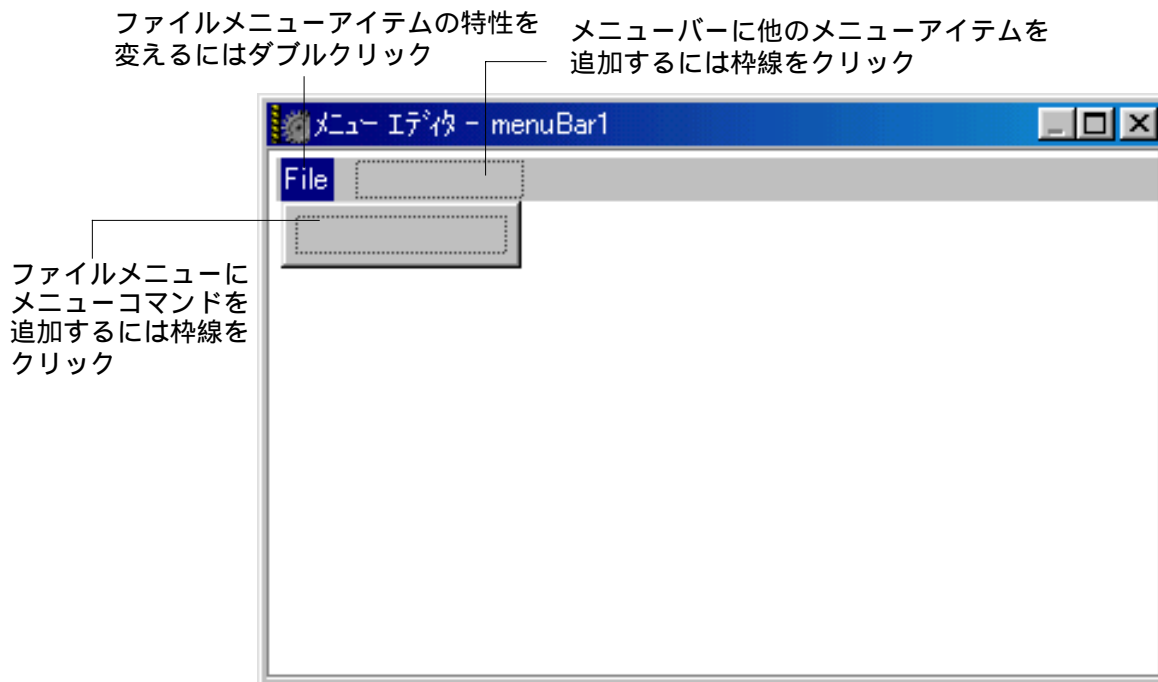 ファイルメニューアイテムの特性を
変えるにはダブルクリック
メニューバーに他のメニューアイテムを
追加するには枠線をクリック
ﾒﾆｭｰ ｴﾃﾞｨﾀ - menuBar1
File
ファイルメニューに
メニューコマンドを
追加するには枠線を
クリック